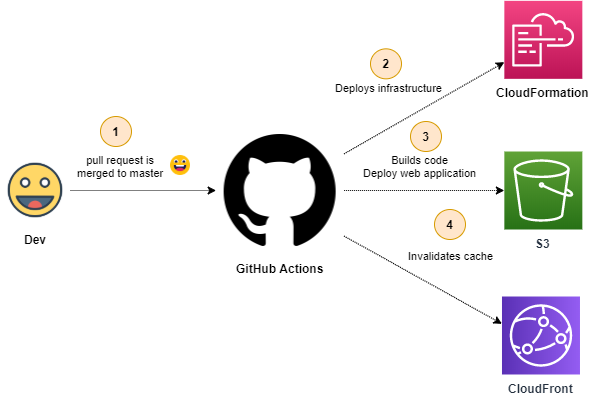 1
pull request is
merged to master
Dev
GitHub Actions
2
Deploys infrastructure
CloudFormation
3
Builds code
Deploy web application
S3
4
Invalidates cache
CloudFront